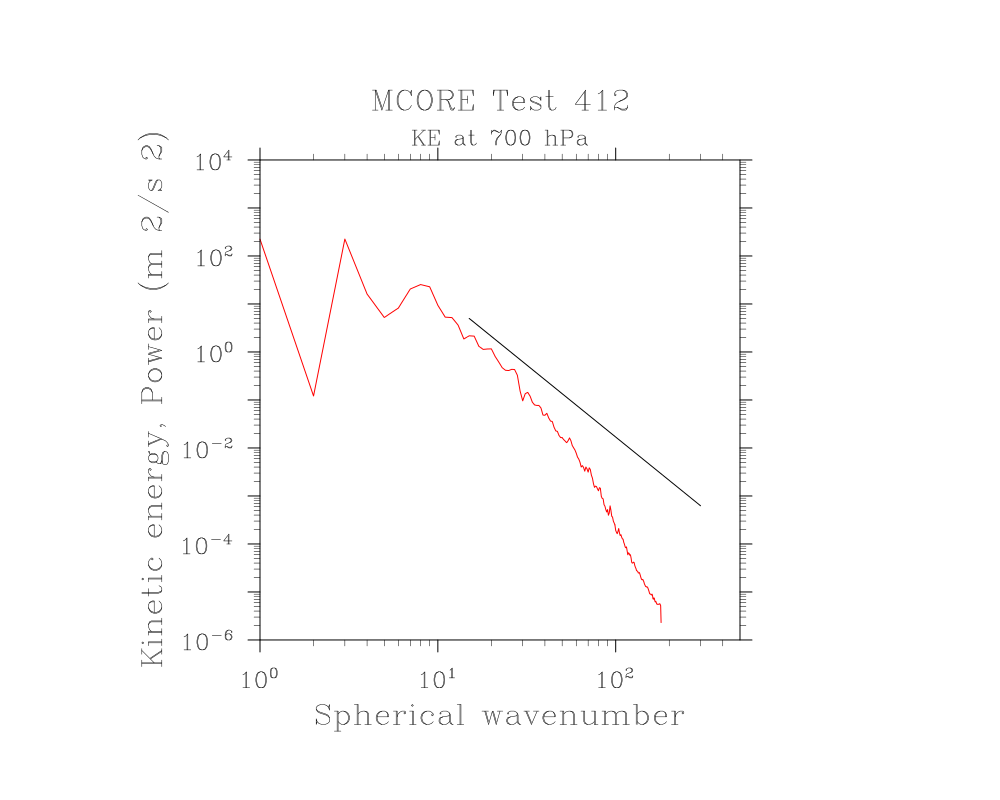 MCORE Test 412
KE at 700 hPa
Kinetic energy, Power (m 2/s 2)
10⁴
10²
10⁰
10⁻²
10⁻⁴
10⁻⁶
10⁰ 10¹ 10²
Spherical wavenumber